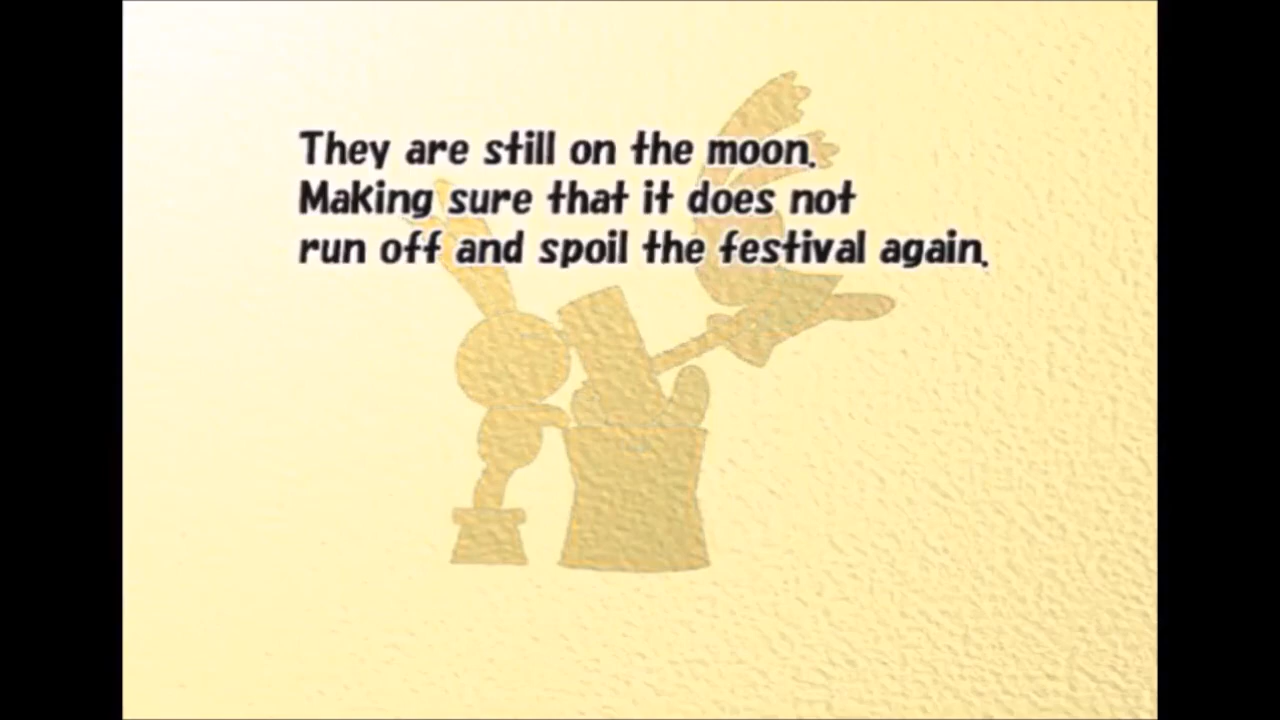 They are still on the moon.
Making sure that it does not
run off and spoil the festival again.